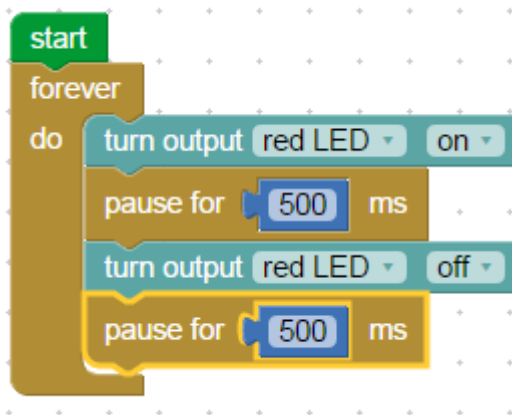 start
forever
do turn output red LED on
pause for 500 ms
turn output red LED off
pause for 500 ms